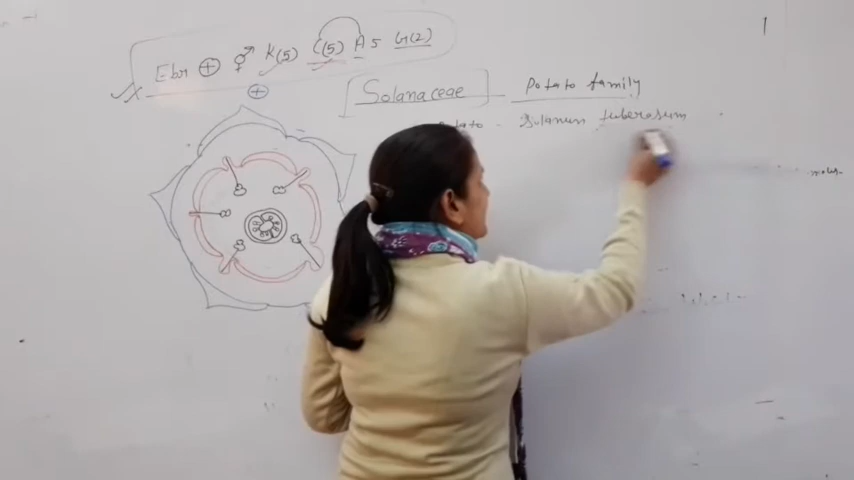 Ebr ⊕ ⚥ K(5) C(5) A5 G(2)
Solanaceae - Potato family
Solanum tuberosum